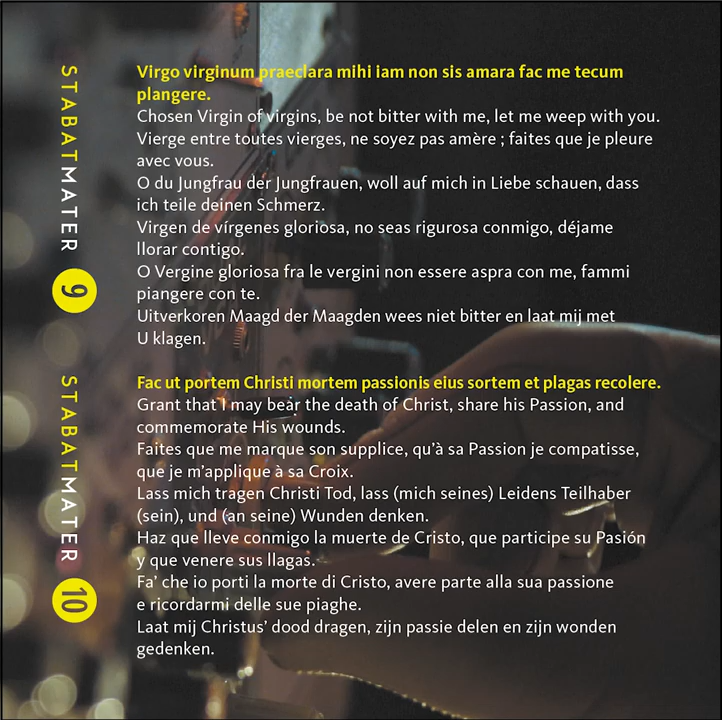 STABATMATER 9
Virgo virginum praeclara mihi iam non sis amara fac me tecum
plangere.
Chosen Virgin of virgins, be not bitter with me, let me weep with you.
Vierge entre toutes vierges, ne soyez pas amère ; faites que je pleure
avec vous.
O du Jungfrau der Jungfrauen, woll auf mich in Liebe schauen, dass
ich teile deinen Schmerz.
Virgen de vírgenes gloriosa, no seas rigurosa conmigo, déjame
llorar contigo.
O Vergine gloriosa fra le vergini non essere aspra con me, fammi
piangere con te.
Uitverkoren Maagd der Maagden wees niet bitter en laat mij met
U klagen.
STABATMATER 10
Fac ut portem Christi mortem passionis eius sortem et plagas recolere.
Grant that I may bear the death of Christ, share his Passion, and
commemorate His wounds.
Faites que me marque son supplice, qu’à sa Passion je compatisse,
que je m’applique à sa Croix.
Lass mich tragen Christi Tod, lass (mich seines) Leidens Teilhaber
(sein), und (an seine) Wunden denken.
Haz que lleve conmigo la muerte de Cristo, que participe su Pasión
y que venere sus llagas.
Fa’ che io porti la morte di Cristo, avere parte alla sua passione
e ricordarmi delle sue piaghe.
Laat mij Christus’ dood dragen, zijn passie delen en zijn wonden
gedenken.